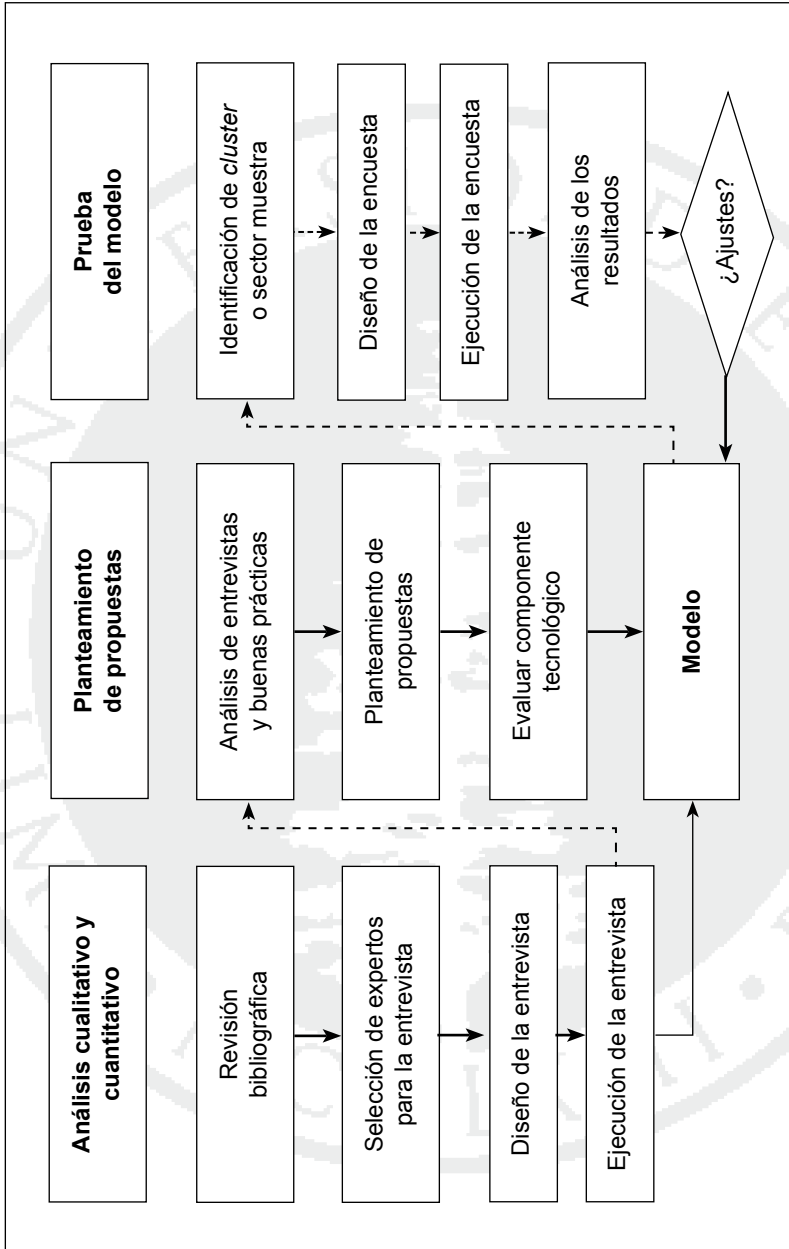 Análisis cualitativo y
cuantitativo
Revisión
bibliográfica
Selección de expertos
para la entrevista
Diseño de la entrevista
Ejecución de la entrevista
Planteamiento
de propuestas
Análisis de entrevistas
y buenas prácticas
Planteamiento de
propuestas
Evaluar componente
tecnológico
Modelo
Prueba
del modelo
Identificación de cluster
o sector muestra
Diseño de la encuesta
Ejecución de la encuesta
Análisis de los
resultados
¿Ajustes?